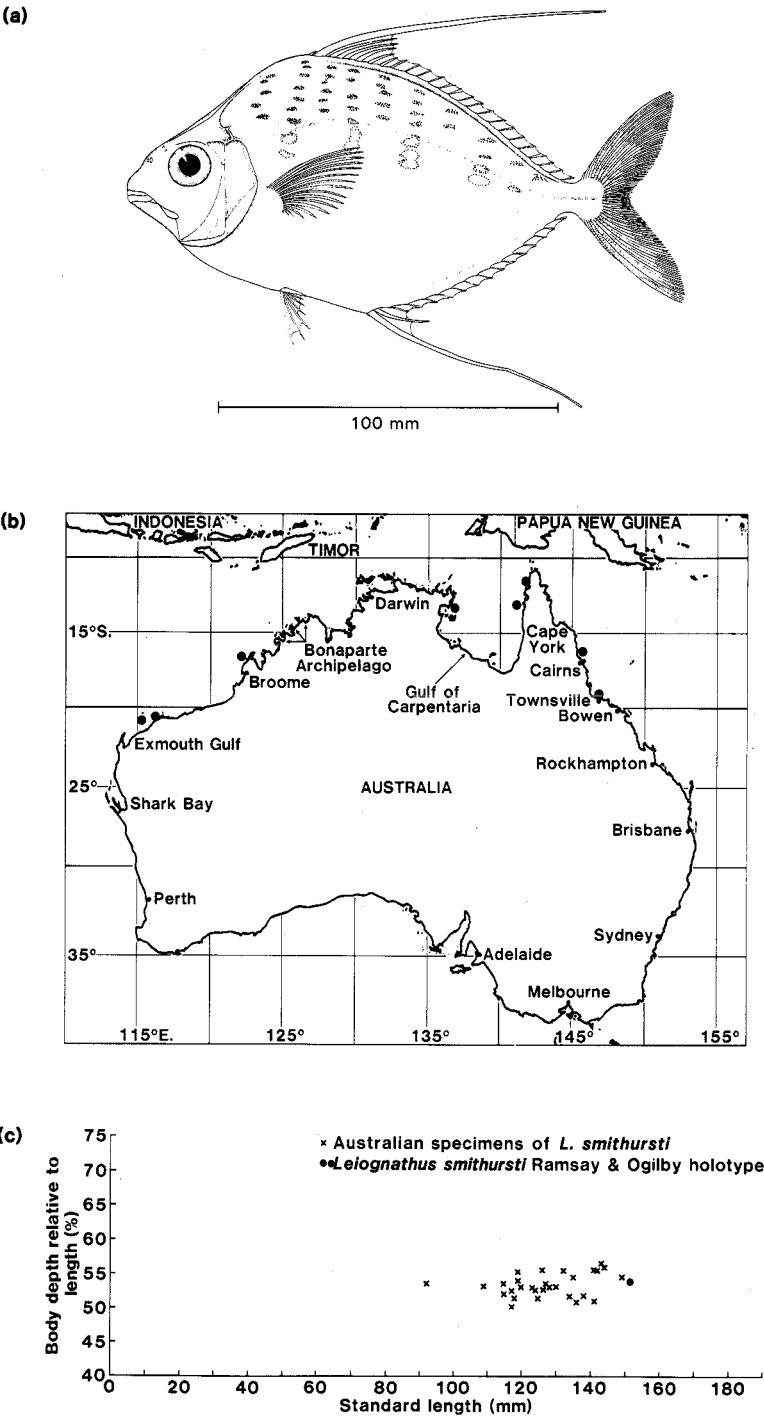 (a)
100 mm
(b)
INDONESIA
PAPUA NEW GUINEA
TIMOR
Darwin
15°S.
Bonaparte
Archipelago
Cape
York
Cairns
Broome
Gulf of
Carpentaria
Townsville
Bowen
Exmouth Gulf
Rockhampton
25°
AUSTRALIA
Shark Bay
Brisbane
Perth
Sydney
35°
Adelaide
Melbourne
115°E.
125°
135°
145°
155°
(c)
× Australian specimens of L. smithursti
●●Leiognathus smithursti Ramsay & Ogilby holotype
Body depth relative to
length (%)
75
70
65
60
55
50
45
40
0 20 40 60 80 100 120 140 160 180
Standard length (mm)